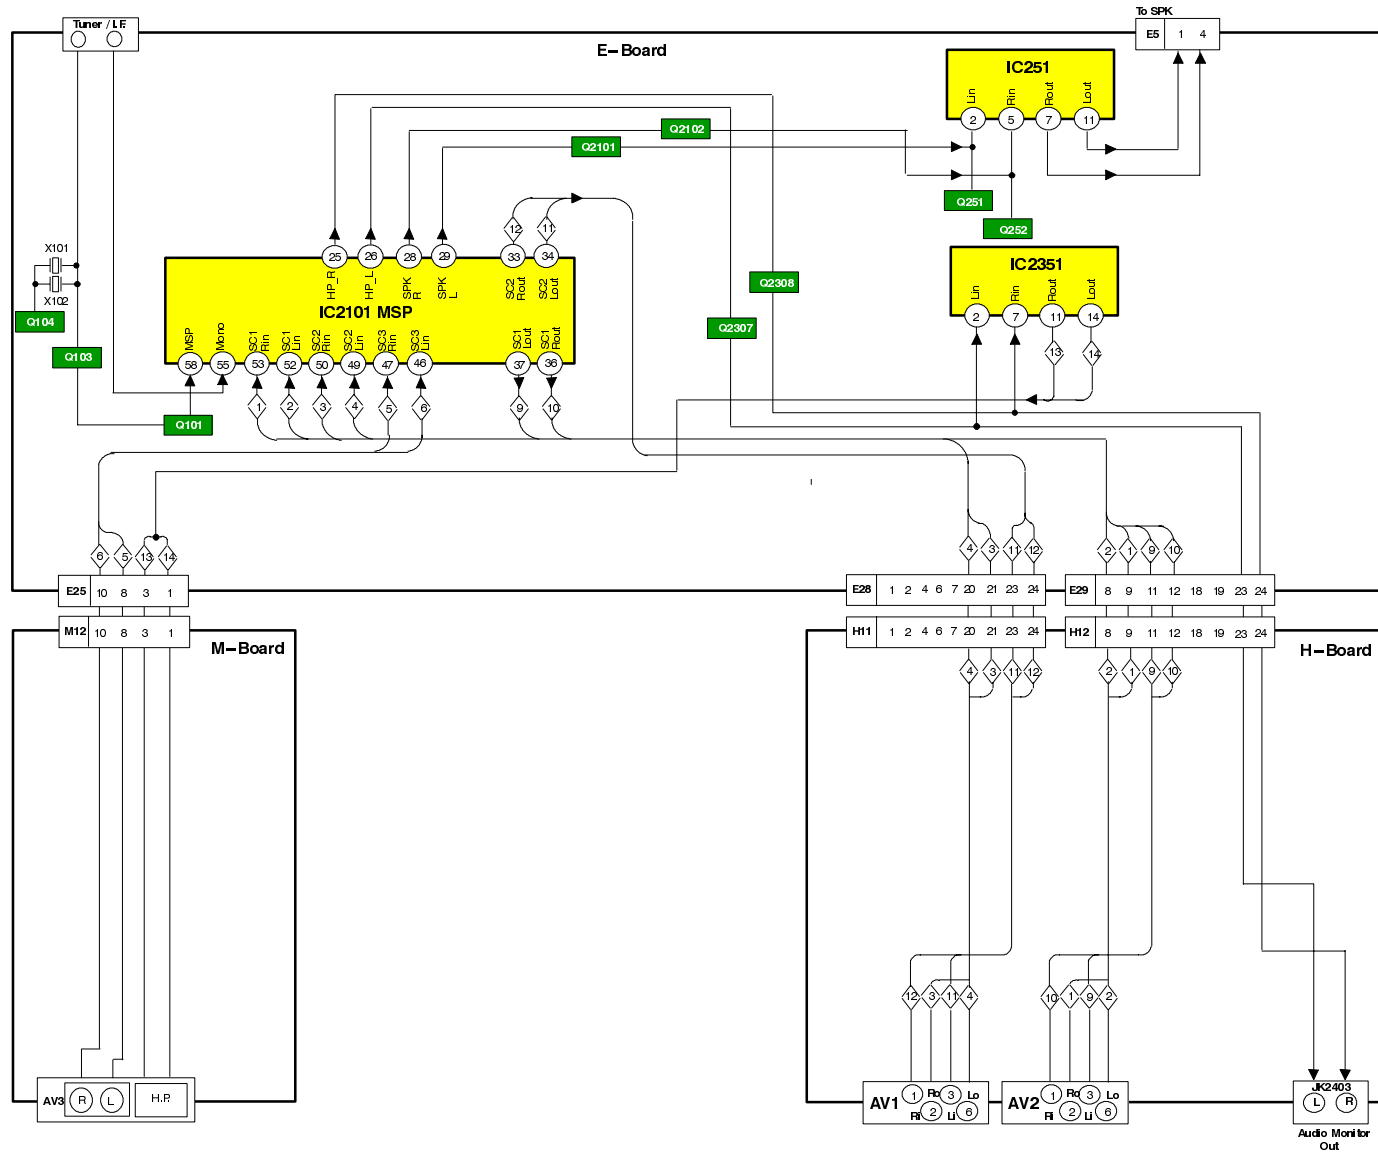 Tuner / I.F.
To SPK
E5 1 4
E–Board
IC251
Lin Rin Rout Lout
2 5 7 11
Q2102
Q2101
Q251
Q252
12 11
X101
X102
Q104
Q103
Q101
25 26 28 29 33 34
HP_R HP_L SPK R SPK L SC2 Rout SC2 Lout
IC2101 MSP
MSP Mono SC1 Rin SC1 Lin SC2 Rin SC2 Lin SC3 Rin SC3 Lin SC1 Lout SC1 Rout
58 55 53 52 50 49 47 46 37 36
1 2 3 4 5 6 9 10
Q2308
Q2307
IC2351
Lin Rin Rout Lout
2 7 11 14
13 14
6 5 13 14
4 3 11 12
2 1 9 10
E25 10 8 3 1
E28 1 2 4 6 7 20 21 23 24
E29 8 9 11 12 18 19 23 24
M12 10 8 3 1
H11 1 2 4 6 7 20 21 23 24
H12 8 9 11 12 18 19 23 24
M–Board
H–Board
4 3 11 12
2 1 9 10
12 3 11 4
10 1 9 2
AV3 R L H.P.
AV1 1 Ro 3 Lo
Ri 2 Li 6
AV2 1 Ro 3 Lo
Ri 2 Li 6
JK2403
L R
Audio Monitor
Out